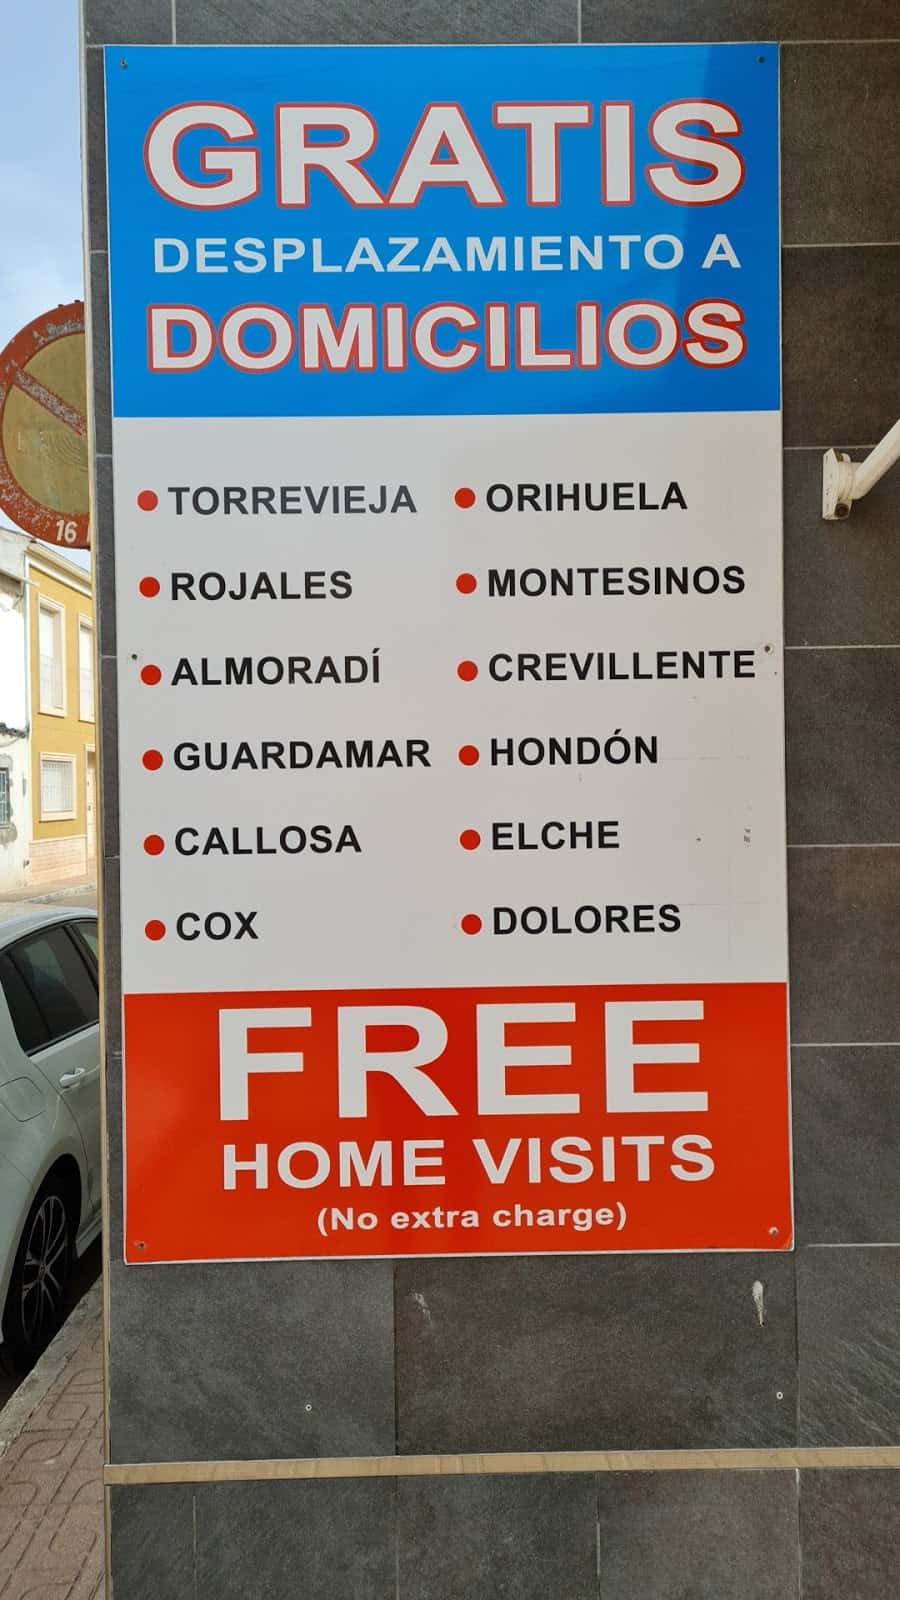 GRATIS
DESPLAZAMIENTO A
DOMICILIOS
TORREVIEJA
ROJALES
ALMORADÍ
GUARDAMAR
CALLOSA
COX
ORIHUELA
MONTESINOS
CREVILLENTE
HONDÓN
ELCHE
DOLORES
FREE
HOME VISITS
(No extra charge)
16